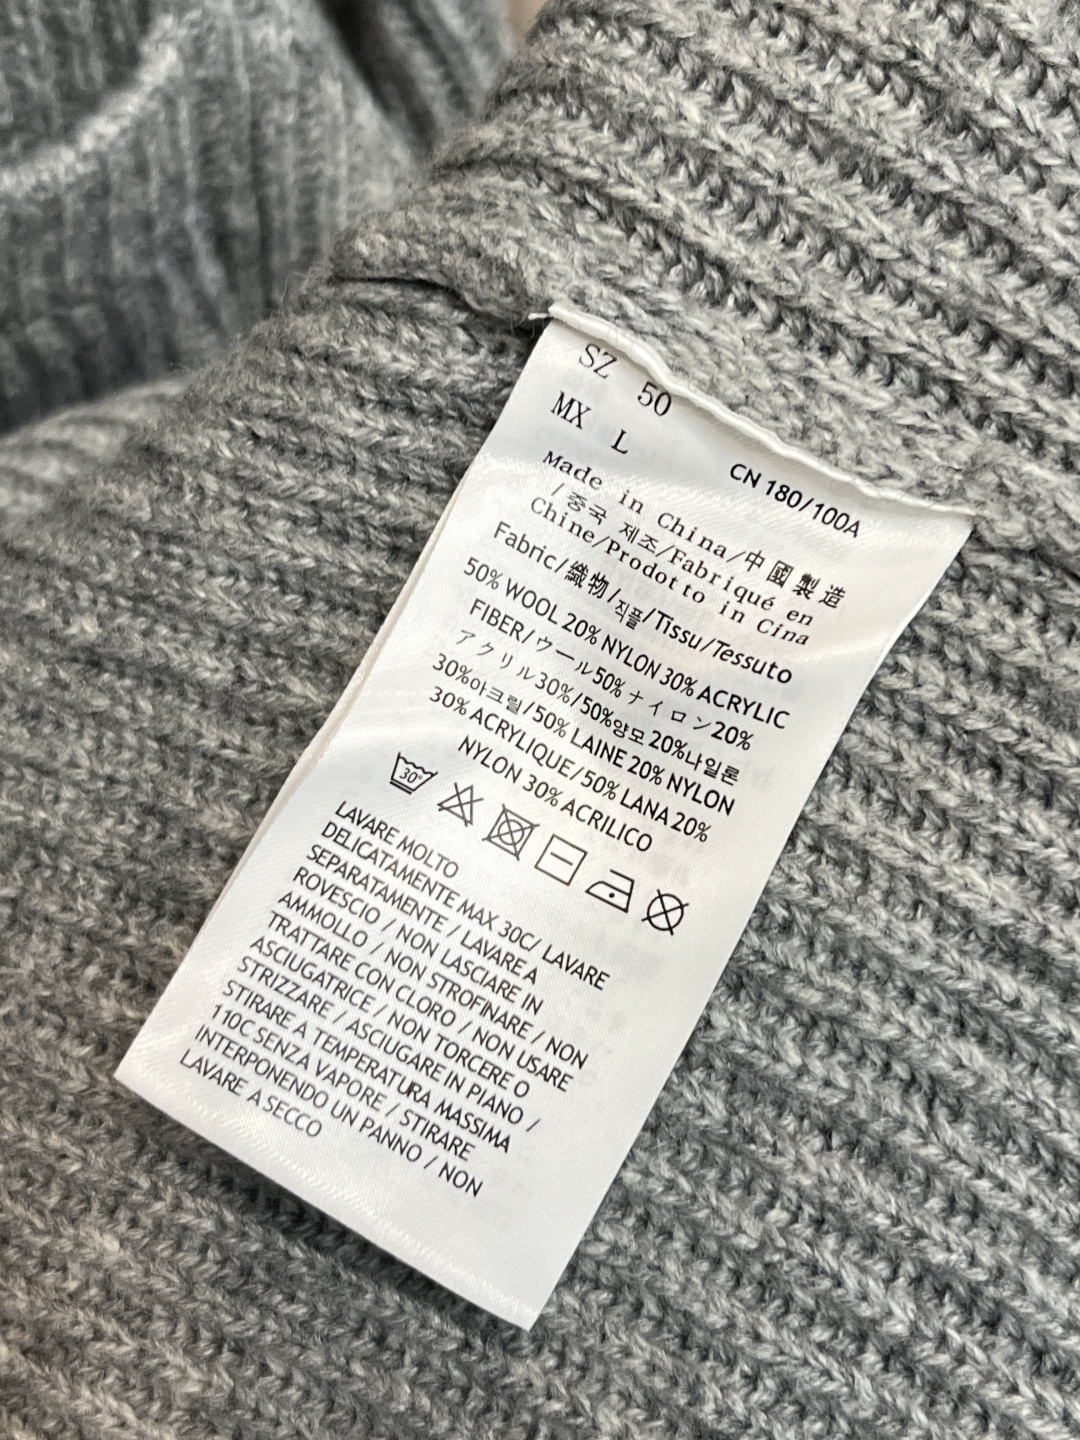 SZ 50
MX L
CN 180/100A
Made in China/中國製造
/중국 제조/Fabriqué en
Chine/Prodotto in Cina
Fabric/織物/직물/Tissu/Tessuto
50% WOOL 20% NYLON 30% ACRYLIC
FIBER/ウール50% ナイロン20%
アクリル30%/50%양모 20%나일론
30%아크릴/50% LAINE 20% NYLON
30% ACRYLIQUE/50% LANA 20%
NYLON 30% ACRILICO
30°
LAVARE MOLTO
DELICATAMENTE MAX 30C/ LAVARE
SEPARATAMENTE / LAVARE A
ROVESCIO / NON LASCIARE IN
AMMOLLO / NON STROFINARE / NON
TRATTARE CON CLORO / NON USARE
ASCIUGATRICE / NON TORCERE O
STRIZZARE / ASCIUGARE IN PIANO /
STIRARE A TEMPERATURA MASSIMA
110C SENZA VAPORE / STIRARE
INTERPONENDO UN PANNO / NON
LAVARE A SECCO